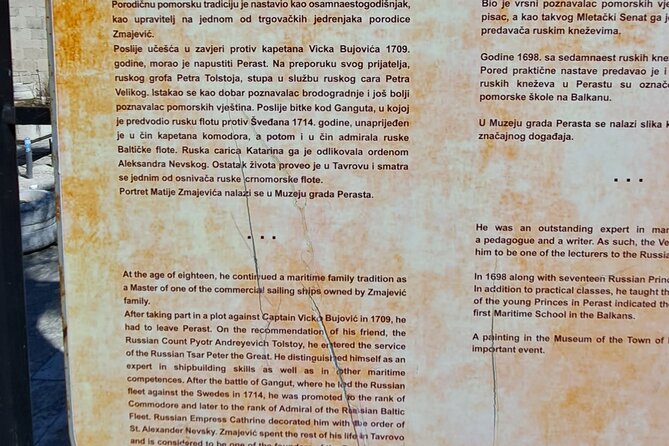 Porodičnu pomorsku tradiciju je nastavio kao osamnaestogodišnjak,
kao upravitelj na jednom od trgovačkih jedrenjaka porodice
Zmajević.
Poslije učešća u zavjeri protiv kapetana Vicka Bujovića 1709.
godine, morao je napustiti Perast. Na preporuku svog prijatelja,
ruskog grofa Petra Tolstoja, stupa u službu ruskog cara Petra
Velikog. Istakao se kao dobar poznavalac brodogradnje i još bolji
poznavalac pomorskih vještina. Poslije bitke kod Ganguta, u kojoj
je predvodio rusku flotu protiv Šveđana 1714. godine, unaprijeđen
je u čin kapetana komodora, a potom i u čin admirala ruske
Baltičke flote. Ruska carica Katarina ga je odlikovala ordenom
Aleksandra Nevskog. Ostatak života proveo je u Tavrovu i smatra
se jednim od osnivača ruske crnomorske flote.
Portret Matije Zmajevića nalazi se u Muzeju grada Perasta.
...
At the age of eighteen, he continued a maritime family tradition as
a Master of one of the commercial sailing ships owned by Zmajević
family.
After taking part in a plot against Captain Vicko Bujović in 1709, he
had to leave Perast. On the recommendation of his friend, the
Russian Count Pyotr Andreyevich Tolstoy, he entered the service
of the Russian Tsar Peter the Great. He distinguished himself as an
expert in shipbuilding skills as well as in other maritime
competences. After the battle of Gangut, where he led the Russian
fleet against the Swedes in 1714, he was promoted to the rank of
Commodore and later to the rank of Admiral of the Russian Baltic
Fleet. Russian Empress Cathrine decorated him with the order of
St. Alexander Nevsky. Zmajević spent the rest of his life in Tavrovo
and is considered to be one of the
Bio je vrsni poznavalac pomorskih
pisac, a kao takvog Mletački Senat ga
predavača ruskim kneževima.
Godine 1698. sa sedamnaest ruskih
Pored praktične nastave predavao je i
ruskih kneževa u Perastu su
pomorske škole na Balkanu.
U Muzeju grada Perasta se nalazi slika
značajnog događaja.
...
He was an outstanding expert in
a pedagogue and a writer. As such, the
him to be one of the lecturers to the
In 1698 along with seventeen Russian
In addition to practical classes, he taught
of the young Princes in Perast indicated
first Maritime School in the Balkans.
A painting in the Museum of the Town of
important event.